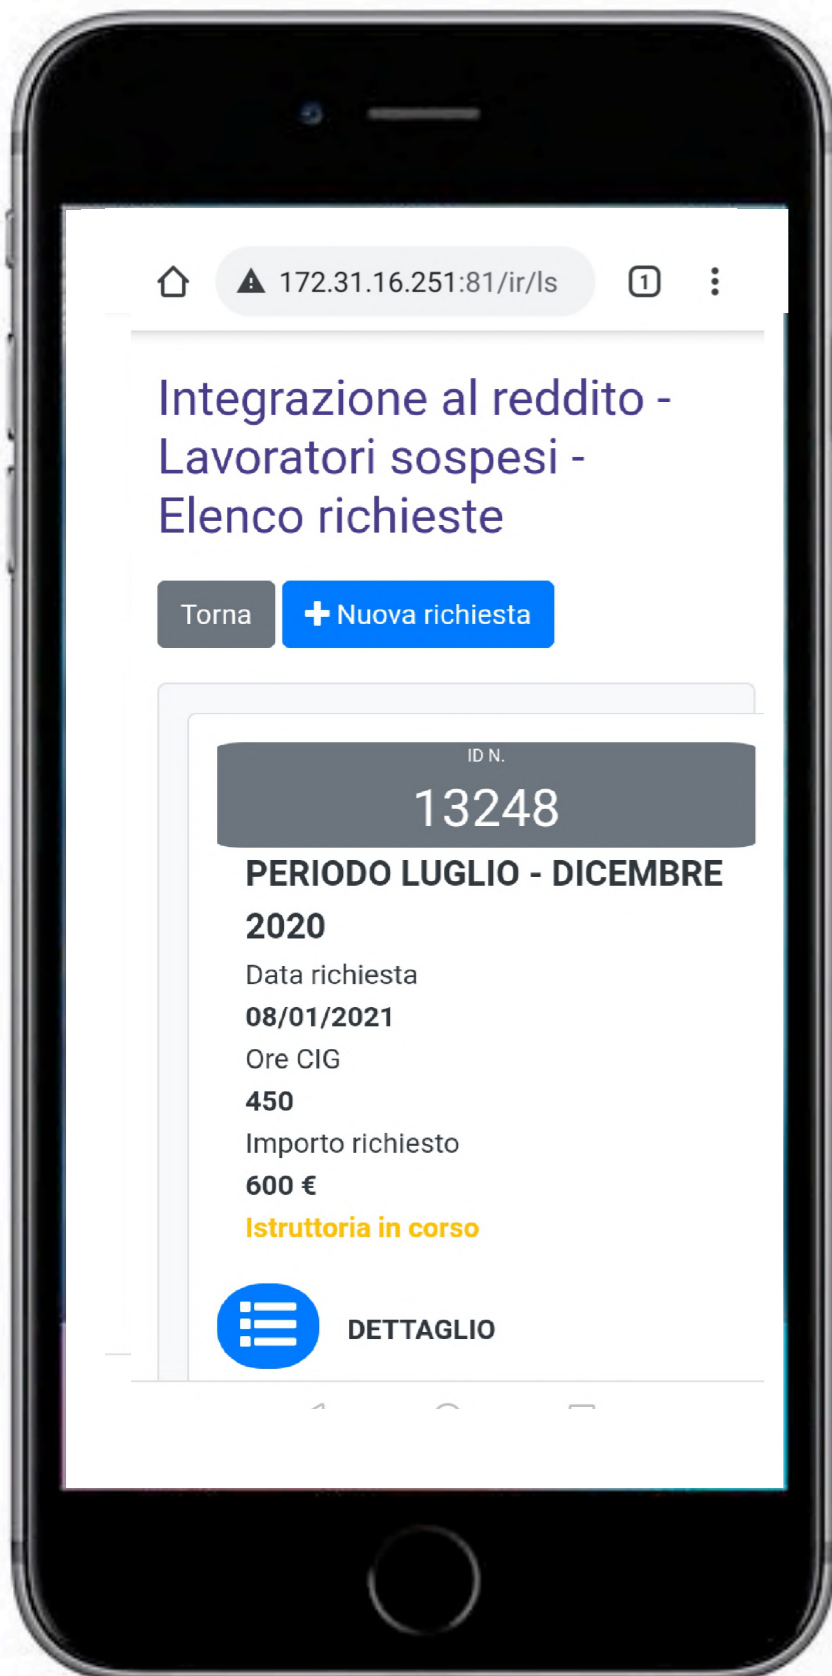 172.31.16.251:81/ir/ls
1
Integrazione al reddito -
Lavoratori sospesi -
Elenco richieste
Torna
Nuova richiesta
ID N.
13248
PERIODO LUGLIO - DICEMBRE
2020
Data richiesta
08/01/2021
Ore CIG
450
Importo richiesto
600 €
Istruttoria in corso
DETTAGLIO